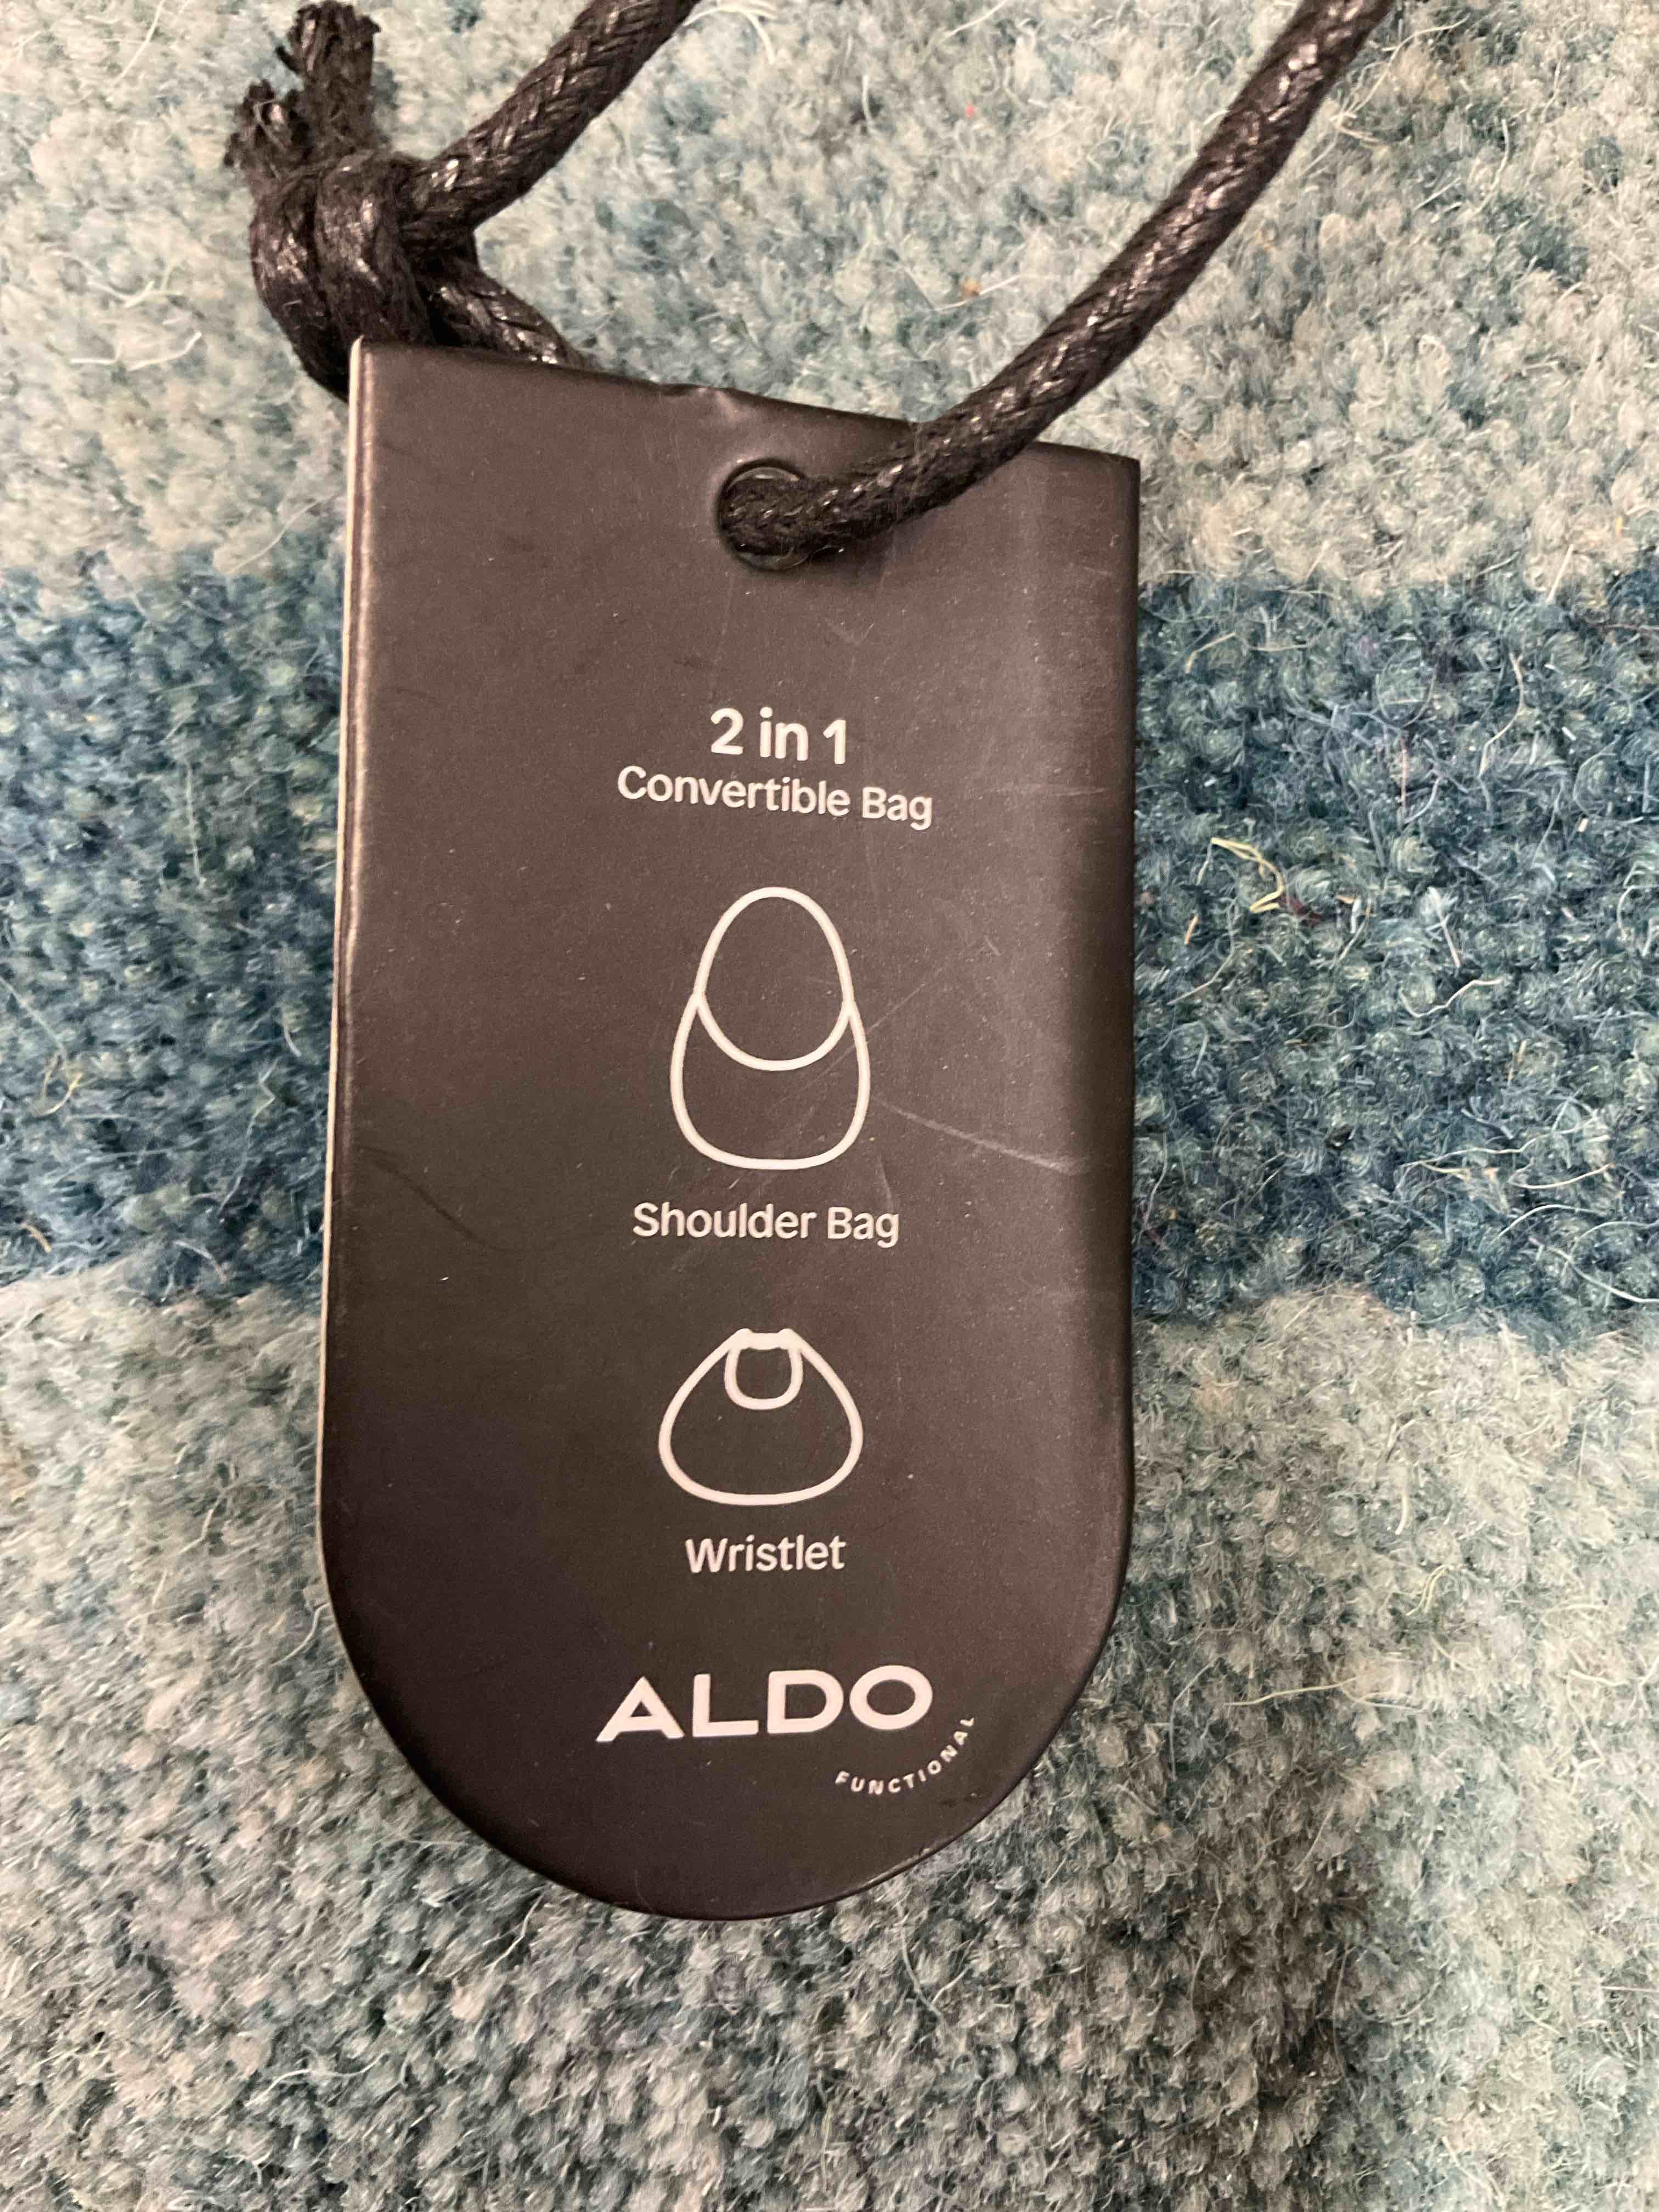 2 in 1
Convertible Bag
Shoulder Bag
Wristlet
ALDO
FUNCTIONAL